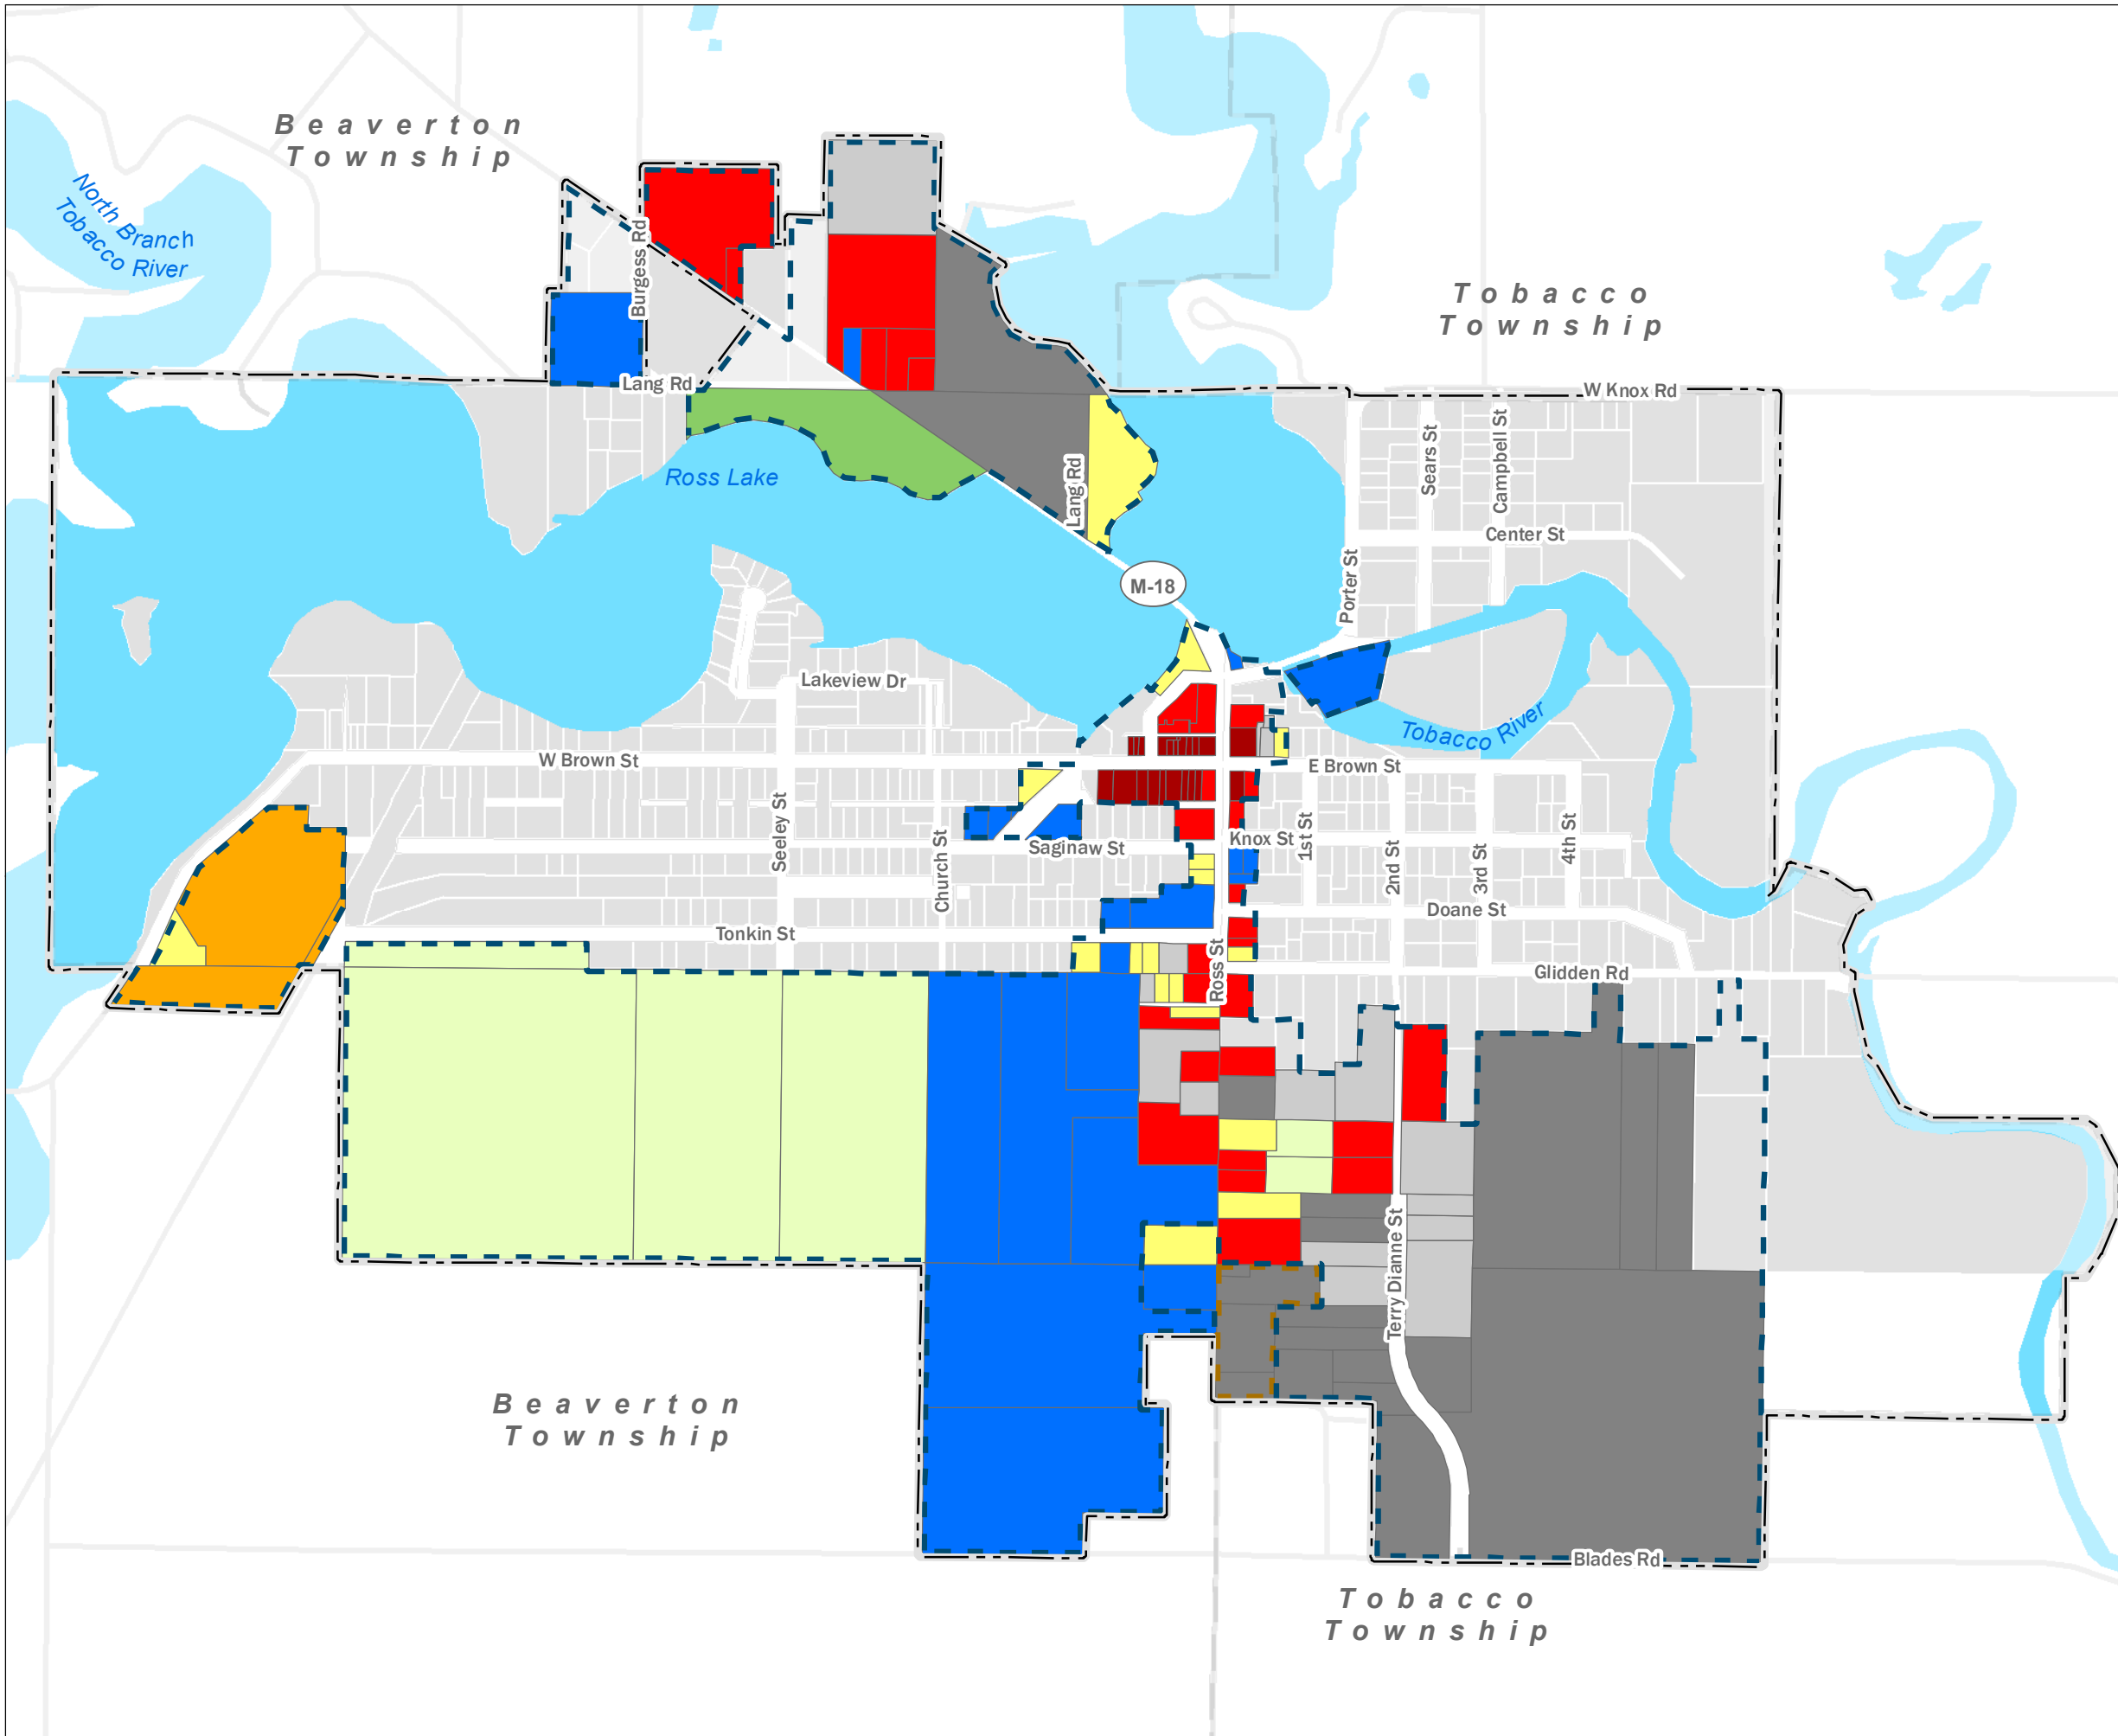 Beaverton
Township
North Branch
Tobacco River
Burgess Rd
Tobacco
Township
Lang Rd
W Knox Rd
Ross Lake
Lang Rd
Sears St
Campbell St
Center St
M-18
Porter St
Lakeview Dr
Tobacco River
W Brown St
E Brown St
Seeley St
Church St
Saginaw St
Knox St
1st St
2nd St
3rd St
4th St
Doane St
Tonkin St
Ross St
Glidden Rd
Terry Dianne St
Beaverton
Township
Blades Rd
Tobacco
Township